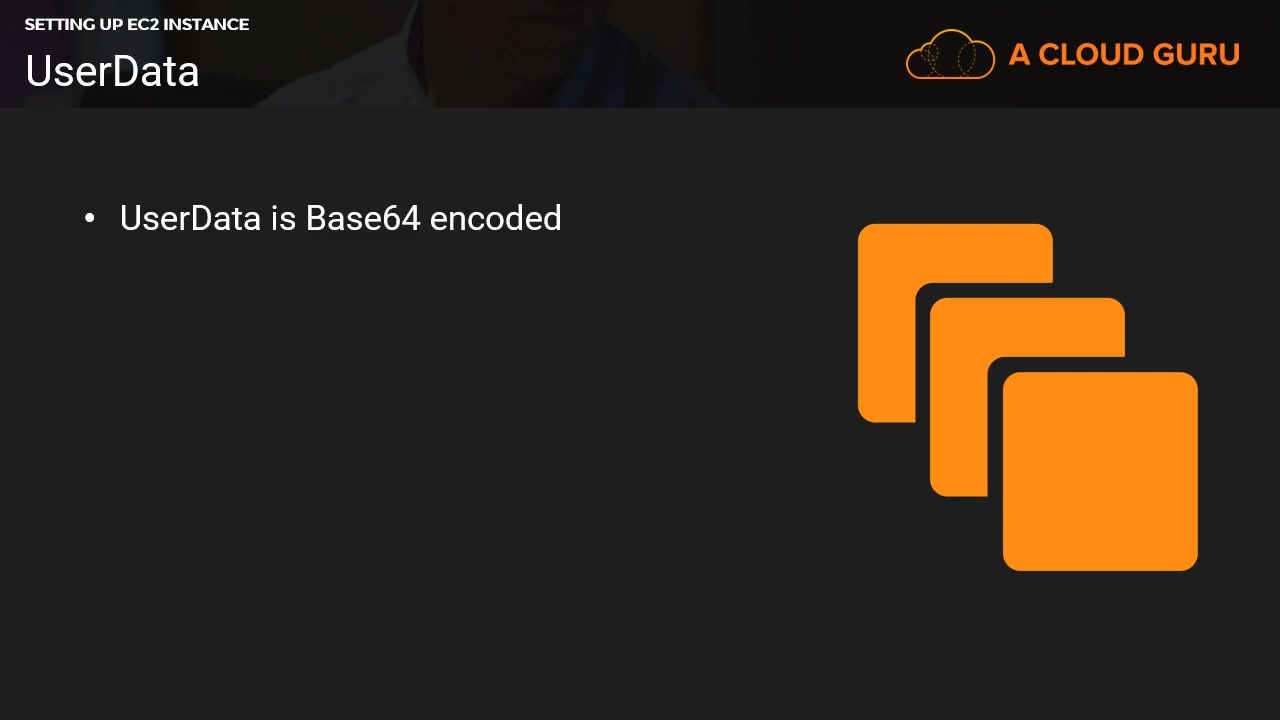 SETTING UP EC2 INSTANCE
UserData
A CLOUD GURU
• UserData is Base64 encoded